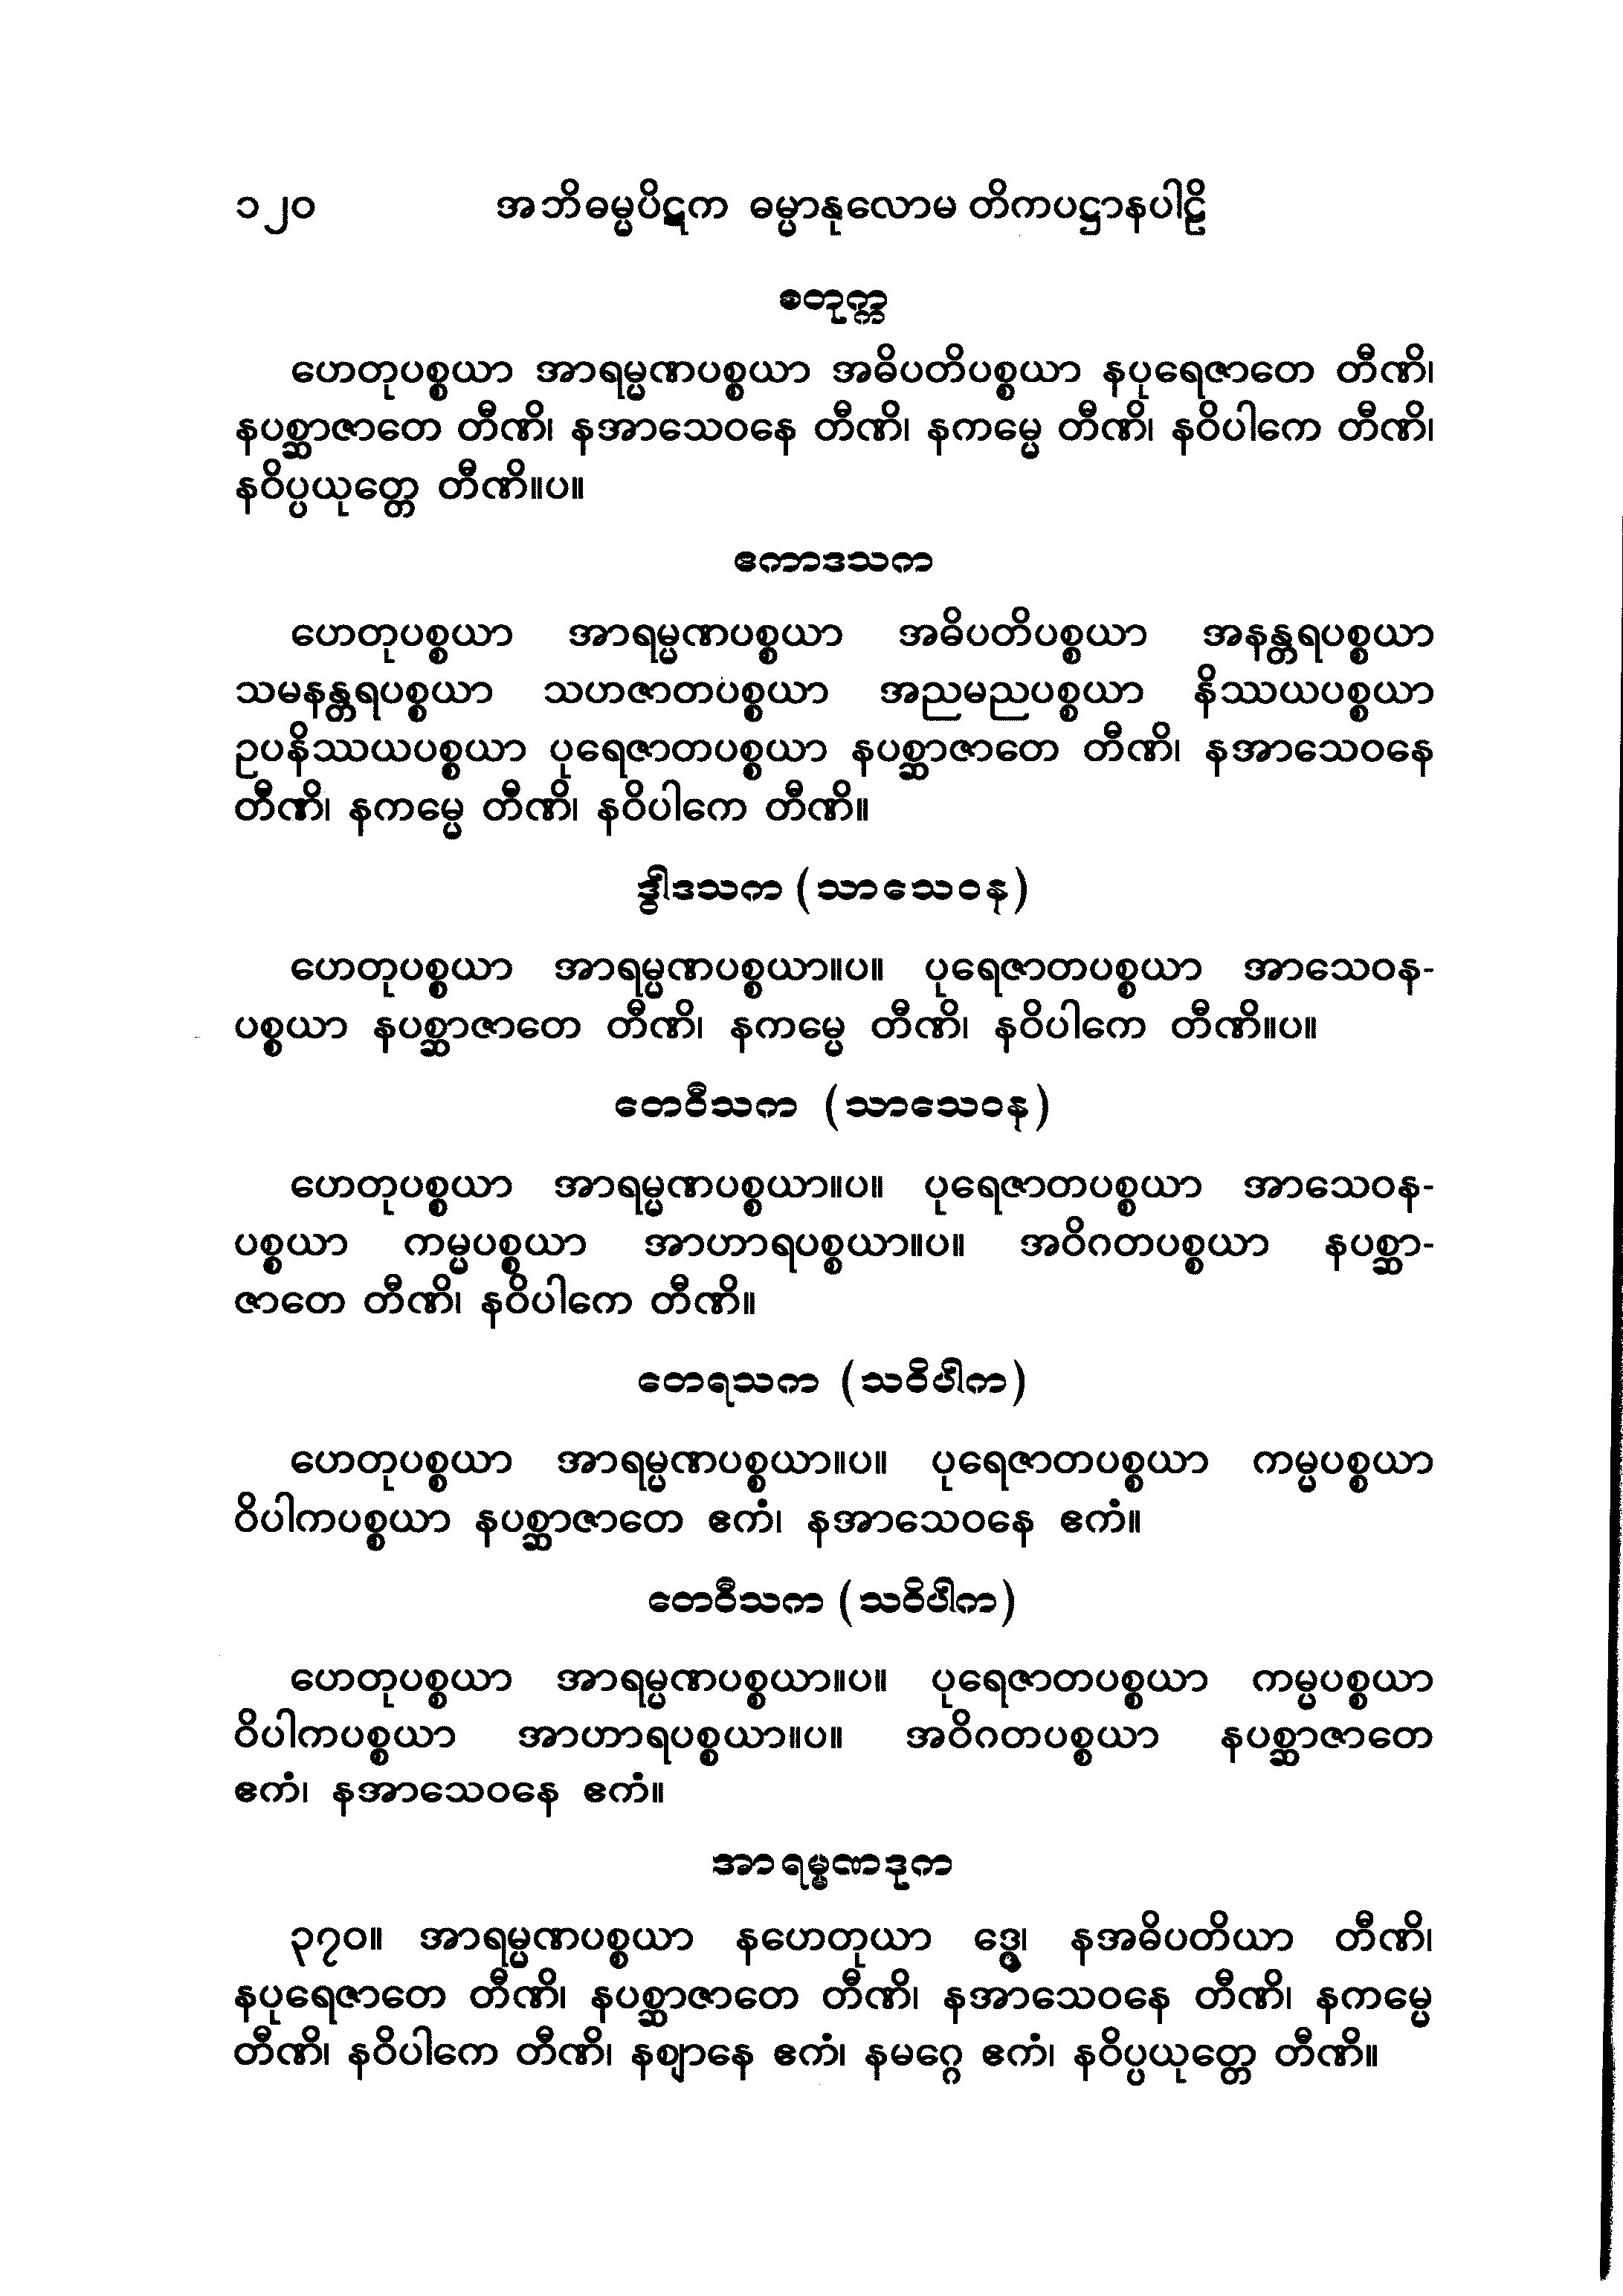 ၁၂၀ အဘိဓမ္မပိဋက ဓမ္မာနုလောမ တိကပဋ္ဌာနပါဠိ
စတုက္က
ဟေတုပစ္စယာ အာရမ္မဏပစ္စယာ အဓိပတိပစ္စယာ နပုရေဇာတေ တီဏိ၊
နပစ္ဆာဇာတေ တီဏိ၊ နအာသေဝနေ တီဏိ၊ နကမ္မေ တီဏိ၊ နဝိပါကေ တီဏိ၊
နဝိပ္ပယုတ္တေ တီဏိ။ပ။
ဧကာဒသက
ဟေတုပစ္စယာ အာရမ္မဏပစ္စယာ အဓိပတိပစ္စယာ အနန္တရပစ္စယာ
သမနန္တရပစ္စယာ သဟဇာတပစ္စယာ အညမညပစ္စယာ နိဿယပစ္စယာ
ဥပနိဿယပစ္စယာ ပုရေဇာတပစ္စယာ နပစ္ဆာဇာတေ တီဏိ၊ နအာသေဝနေ
တီဏိ၊ နကမ္မေ တီဏိ၊ နဝိပါကေ တီဏိ။
ဒွါဒသက (သာသေဝန)
ဟေတုပစ္စယာ အာရမ္မဏပစ္စယာ။ပ။ ပုရေဇာတပစ္စယာ အာသေဝန-
ပစ္စယာ နပစ္ဆာဇာတေ တီဏိ၊ နကမ္မေ တီဏိ၊ နဝိပါကေ တီဏိ။ပ။
တေဝီသက (သာသေဝန)
ဟေတုပစ္စယာ အာရမ္မဏပစ္စယာ။ပ။ ပုရေဇာတပစ္စယာ အာသေဝန-
ပစ္စယာ ကမ္မပစ္စယာ အာဟာရပစ္စယာ။ပ။ အဝိဂတပစ္စယာ နပစ္ဆာ-
ဇာတေ တီဏိ၊ နဝိပါကေ တီဏိ။
တေရသက (သဝိပါက)
ဟေတုပစ္စယာ အာရမ္မဏပစ္စယာ။ပ။ ပုရေဇာတပစ္စယာ ကမ္မပစ္စယာ
ဝိပါကပစ္စယာ နပစ္ဆာဇာတေ ဧကံ၊ နအာသေဝနေ ဧကံ။
တေဝီသက (သဝိပါက)
ဟေတုပစ္စယာ အာရမ္မဏပစ္စယာ။ပ။ ပုရေဇာတပစ္စယာ ကမ္မပစ္စယာ
ဝိပါကပစ္စယာ အာဟာရပစ္စယာ။ပ။ အဝိဂတပစ္စယာ နပစ္ဆာဇာတေ
ဧကံ၊ နအာသေဝနေ ဧကံ။
အာရမ္မဏဒုက
၃၇၀။ အာရမ္မဏပစ္စယာ နဟေတုယာ ဒွေ၊ နအဓိပတိယာ တီဏိ၊
နပုရေဇာတေ တီဏိ၊ နပစ္ဆာဇာတေ တီဏိ၊ နအာသေဝနေ တီဏိ၊ နကမ္မေ
တီဏိ၊ နဝိပါကေ တီဏိ၊ နဈာနေ ဧကံ၊ နမဂ္ဂေ ဧကံ၊ နဝိပ္ပယုတ္တေ တီဏိ။